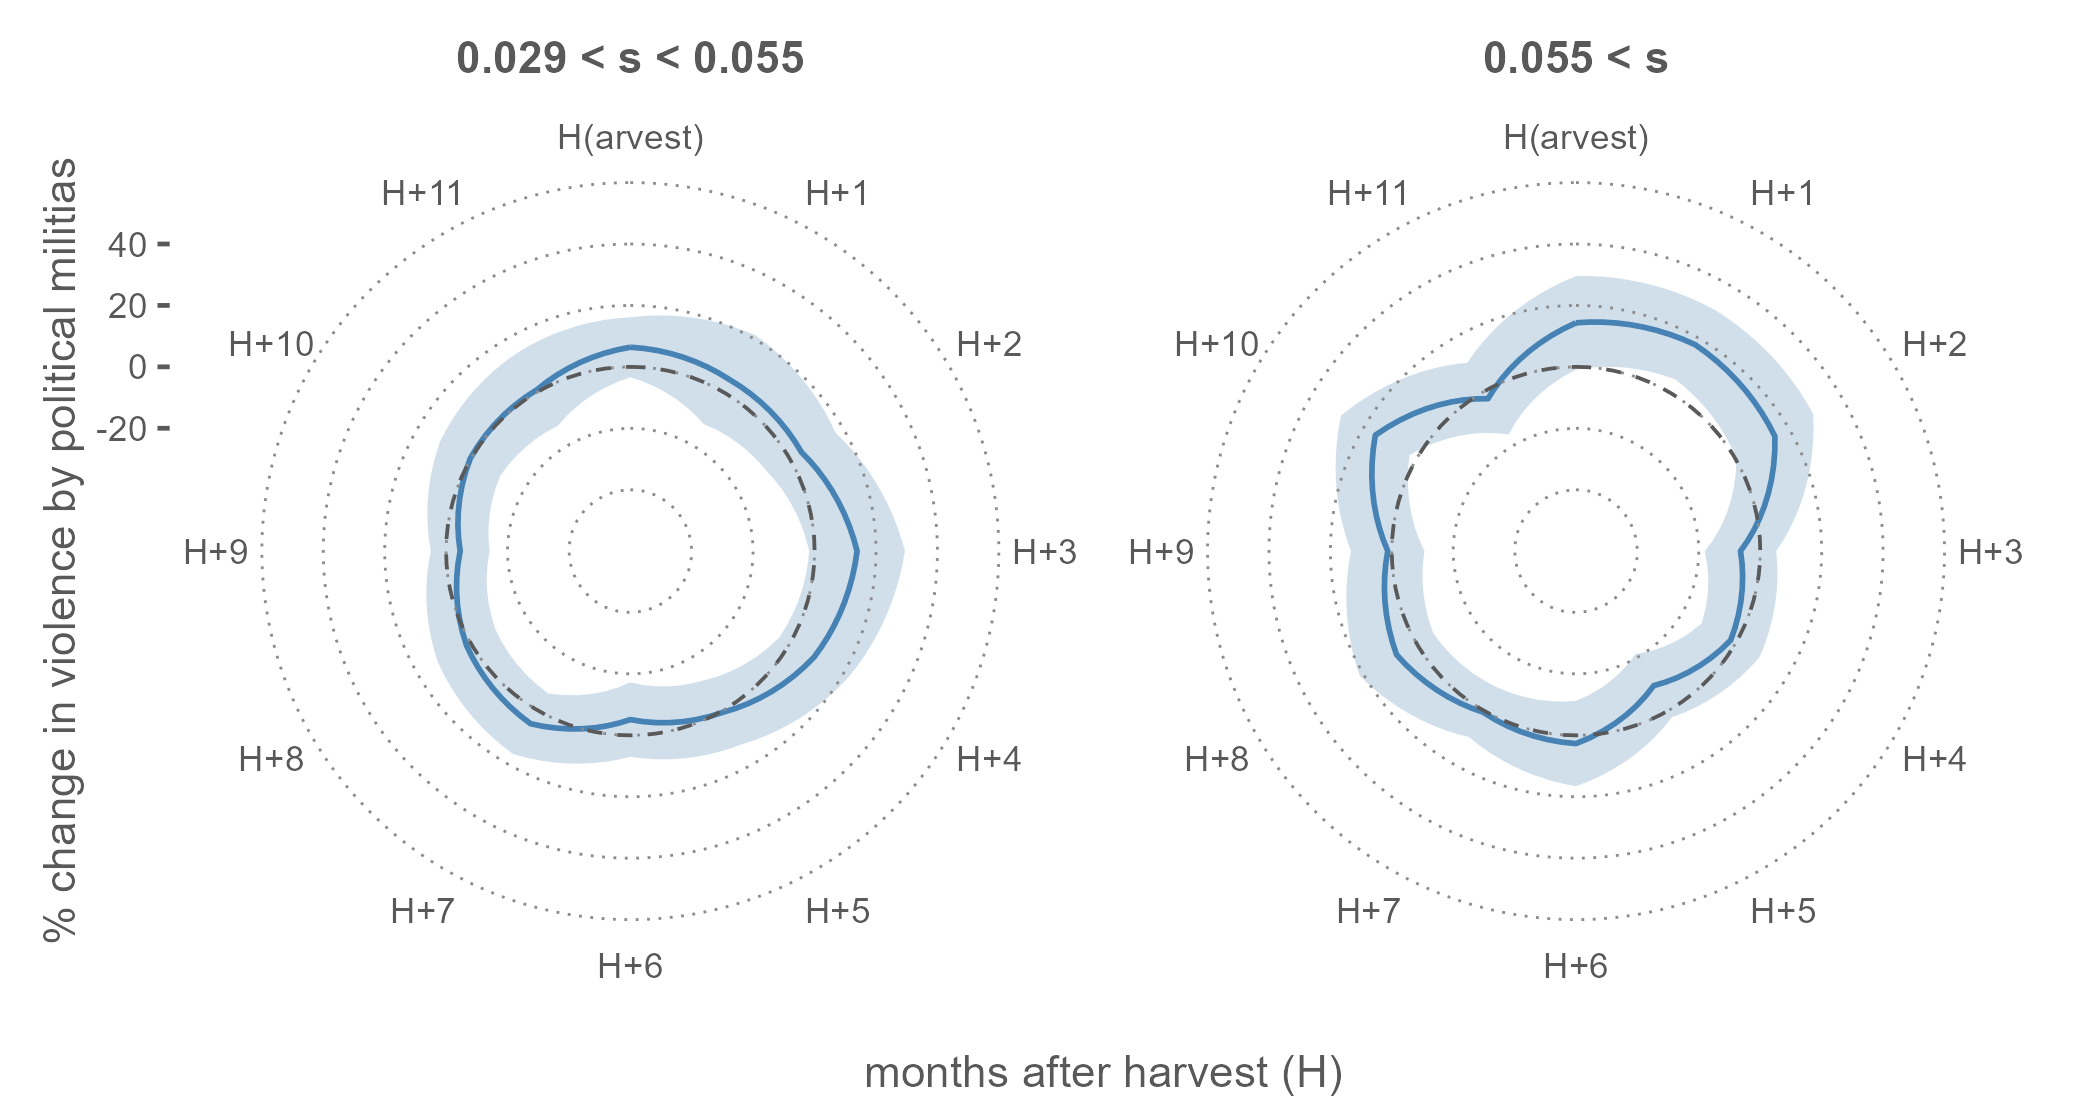 0.029 < s < 0.055
0.055 < s
% change in violence by political militias
40
20
0
-20
H(arvest)
H+1
H+2
H+3
H+4
H+5
H+6
H+7
H+8
H+9
H+10
H+11
H(arvest)
H+1
H+2
H+3
H+4
H+5
H+6
H+7
H+8
H+9
H+10
H+11
months after harvest (H)